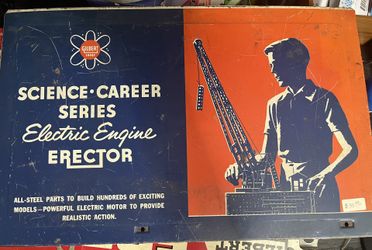 GILBERT
SCIENCE•CAREER
SERIES
Electric Engine
ERECTOR
ALL-STEEL PARTS TO BUILD HUNDREDS OF EXCITING
MODELS—POWERFUL ELECTRIC MOTOR TO PROVIDE
REALISTIC ACTION.